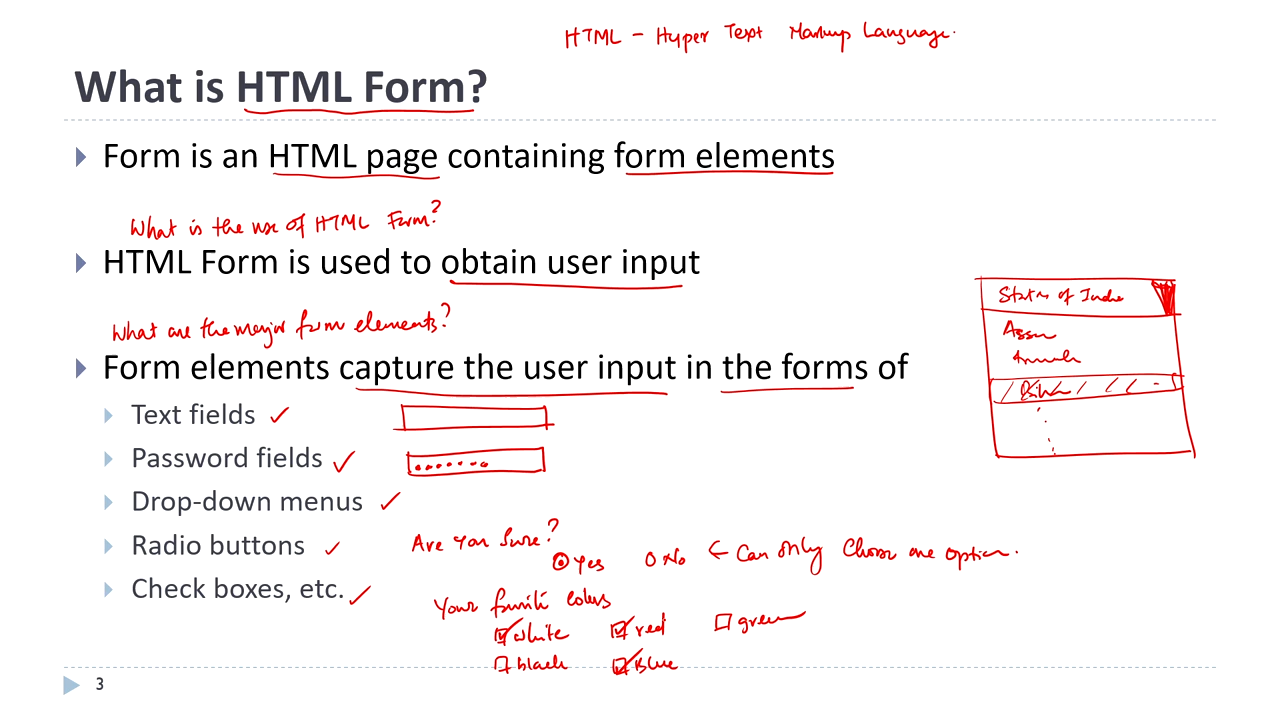 HTML - Hyper Text Markup Language.
What is HTML Form?
Form is an HTML page containing form elements
What is the use of HTML Form?
HTML Form is used to obtain user input
States of India
What are the major form elements?
Assam
Form elements capture the user input in the forms of
Text fields
Password fields
Drop-down menus
Radio buttons
Are You Sure?
Yes No ← Can only Choose one option.
Check boxes, etc.
Your colors
white red green
black Blue
3